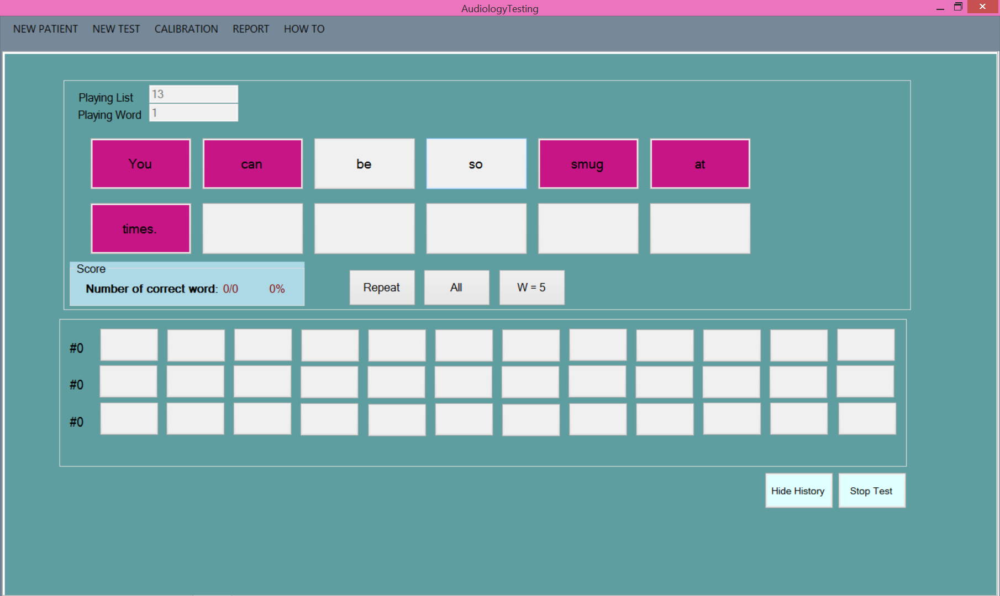 AudiologyTesting
NEW PATIENT NEW TEST CALIBRATION REPORT HOW TO
Playing List 13
Playing Word 1
You can be so smug at
times.
Score
Number of correct word: 0/0 0%
Repeat All W = 5
#0
#0
#0
Hide History Stop Test